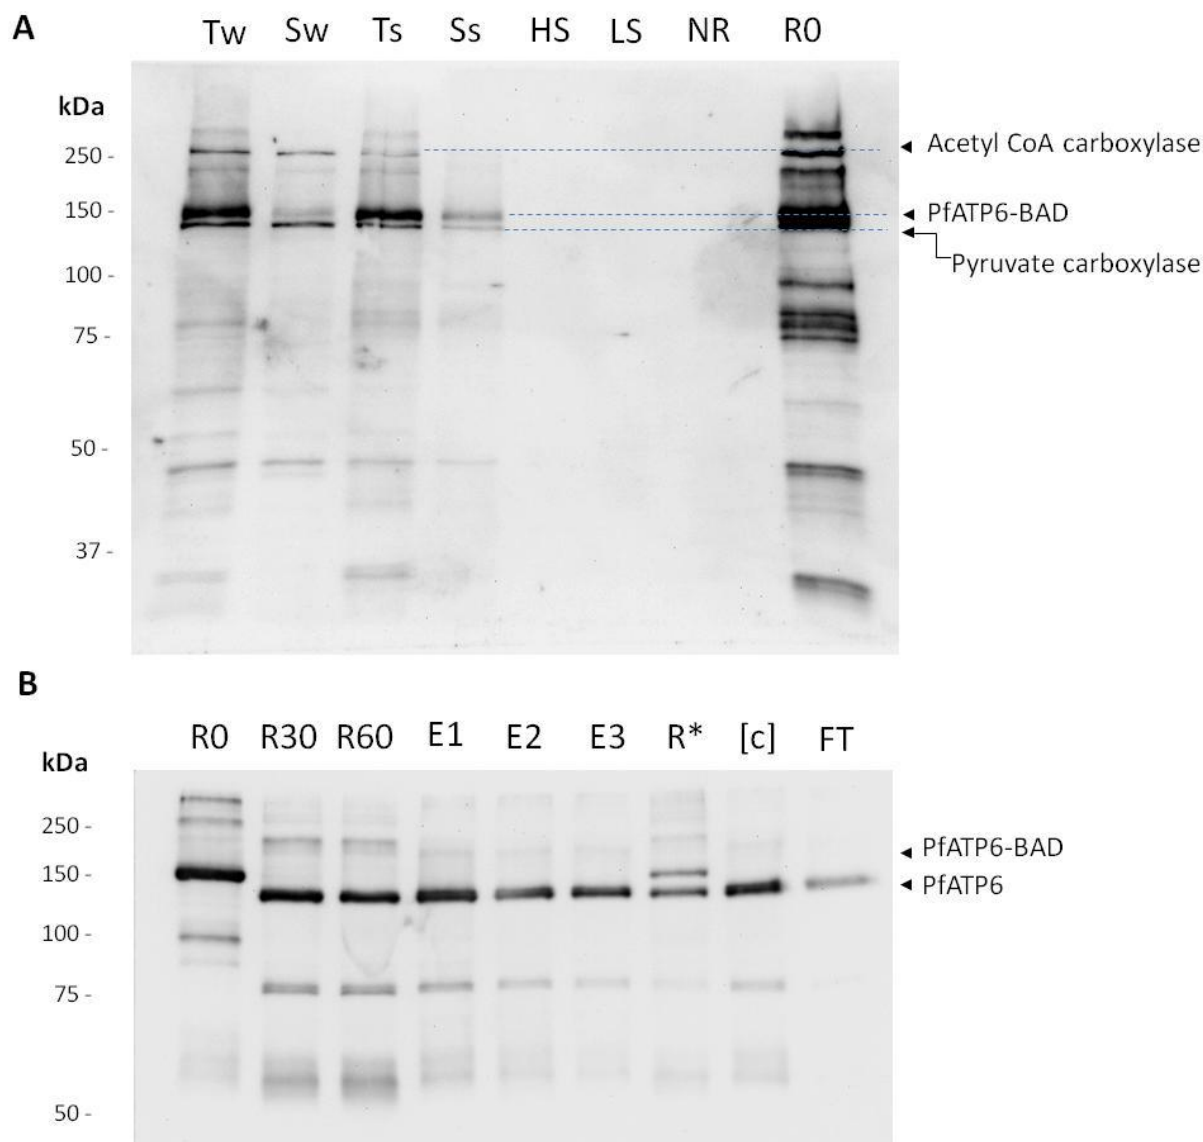 A
Tw Sw Ts Ss HS LS NR R0
kDa
250 -
150 -
100 -
75 -
50 -
37 -
Acetyl CoA carboxylase
PfATP6-BAD
Pyruvate carboxylase
B
R0 R30 R60 E1 E2 E3 R* [c] FT
kDa
250 -
150 -
100 -
75 -
50 -
PfATP6-BAD
PfATP6